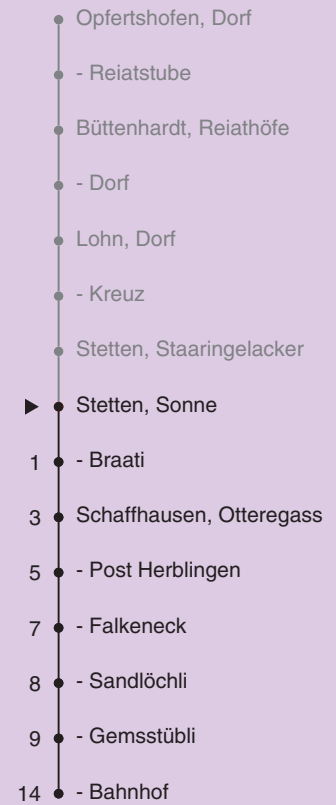 Opfertshofen, Dorf
- Reiatstube
Büttenhardt, Reiathöfe
- Dorf
Lohn, Dorf
- Kreuz
Stetten, Staaringelacker
Stetten, Sonne
1 - Braati
3 Schaffhausen, Otteregass
5 - Post Herblingen
7 - Falkeneck
8 - Sandlöchli
9 - Gemsstübli
14 - Bahnhof